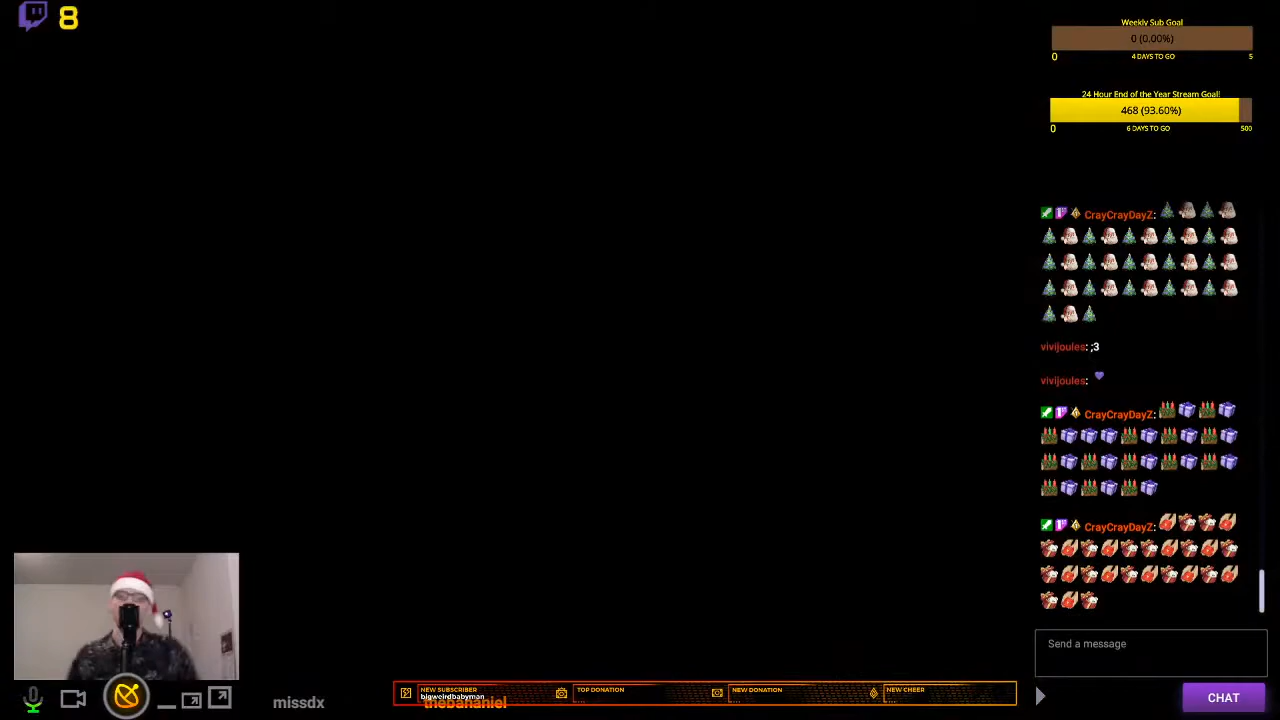 8
Weekly Sub Goal
0 (0.00%)
0 4 DAYS TO GO 5
24 Hour End of the Year Stream Goal!
468 (93.60%)
0 6 DAYS TO GO 500
CrayCrayDayZ:
vivijoules: ;3
vivijoules:
CrayCrayDayZ:
CrayCrayDayZ:
Send a message
CHAT
missdx
NEW SUBSCRIBER
bigweirdbabyman
thebananiel
TOP DONATION
....
NEW DONATION
....
NEW CHEER
....